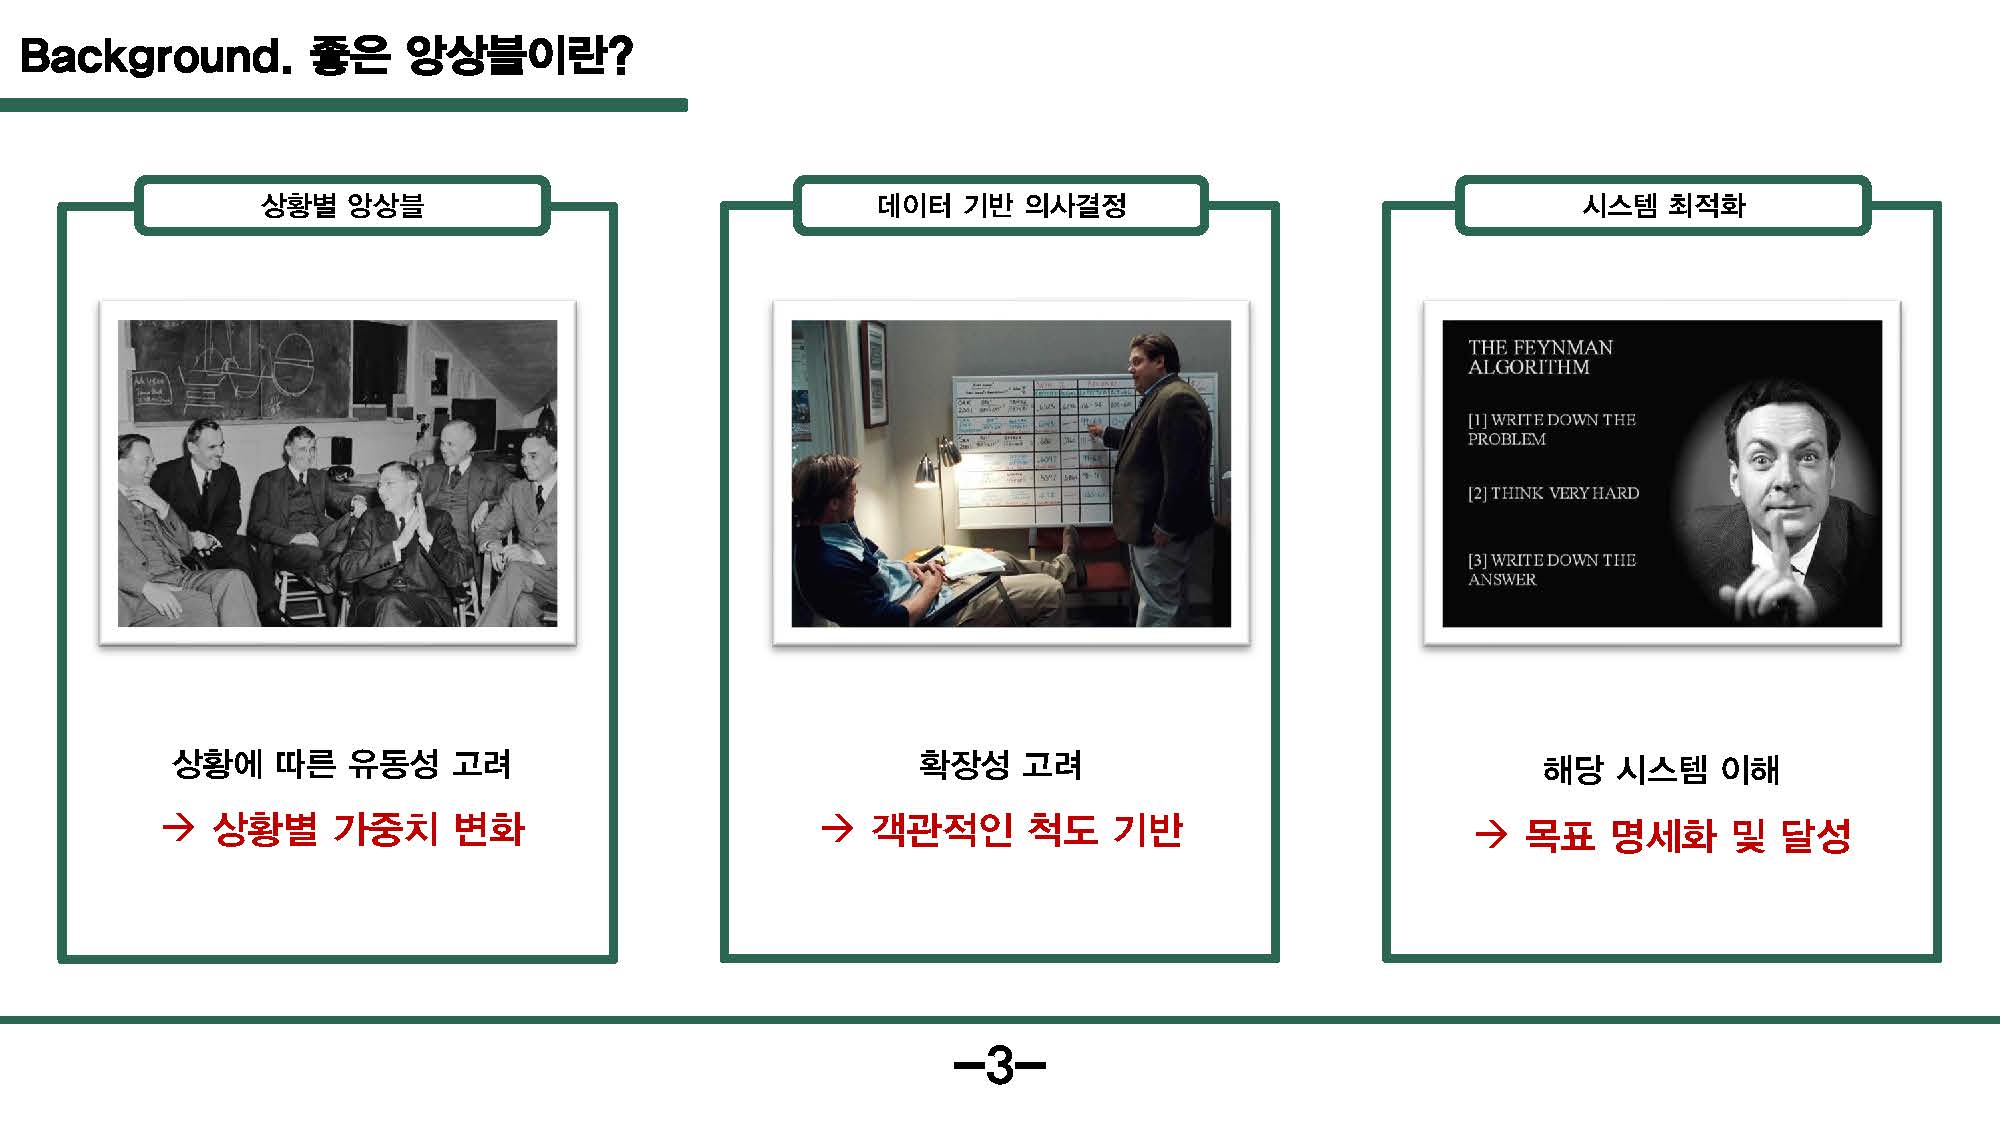 Background. 좋은 앙상블이란?
상황별 앙상블
데이터 기반 의사결정
시스템 최적화
THE FEYNMAN
ALGORITHM
[1] WRITE DOWN THE
PROBLEM
[2] THINK VERY HARD
[3] WRITE DOWN THE
ANSWER
상황에 따른 유동성 고려
→ 상황별 가중치 변화
확장성 고려
→ 객관적인 척도 기반
해당 시스템 이해
→ 목표 명세화 및 달성
–3–